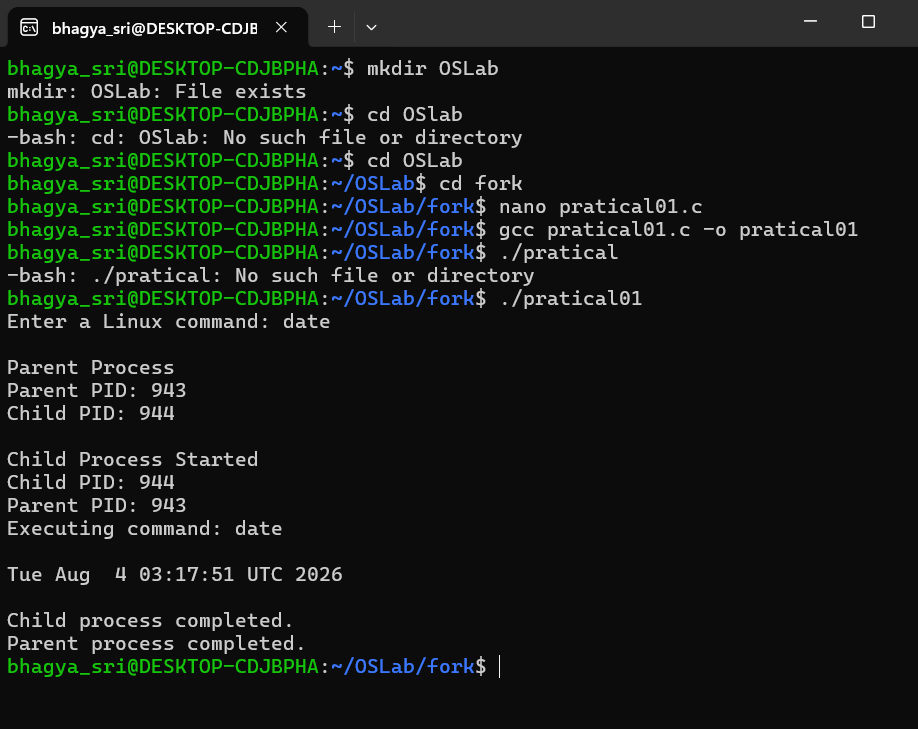 bhagya_sri@DESKTOP-CDJB
bhagya_sri@DESKTOP-CDJBPHA:~$ mkdir OSLab
mkdir: OSLab: File exists
bhagya_sri@DESKTOP-CDJBPHA:~$ cd OSlab
-bash: cd: OSlab: No such file or directory
bhagya_sri@DESKTOP-CDJBPHA:~$ cd OSLab
bhagya_sri@DESKTOP-CDJBPHA:~/OSLab$ cd fork
bhagya_sri@DESKTOP-CDJBPHA:~/OSLab/fork$ nano pratical01.c
bhagya_sri@DESKTOP-CDJBPHA:~/OSLab/fork$ gcc pratical01.c -o pratical01
bhagya_sri@DESKTOP-CDJBPHA:~/OSLab/fork$ ./pratical
-bash: ./pratical: No such file or directory
bhagya_sri@DESKTOP-CDJBPHA:~/OSLab/fork$ ./pratical01
Enter a Linux command: date
Parent Process
Parent PID: 943
Child PID: 944
Child Process Started
Child PID: 944
Parent PID: 943
Executing command: date
Tue Aug  4 03:17:51 UTC 2026
Child process completed.
Parent process completed.
bhagya_sri@DESKTOP-CDJBPHA:~/OSLab/fork$